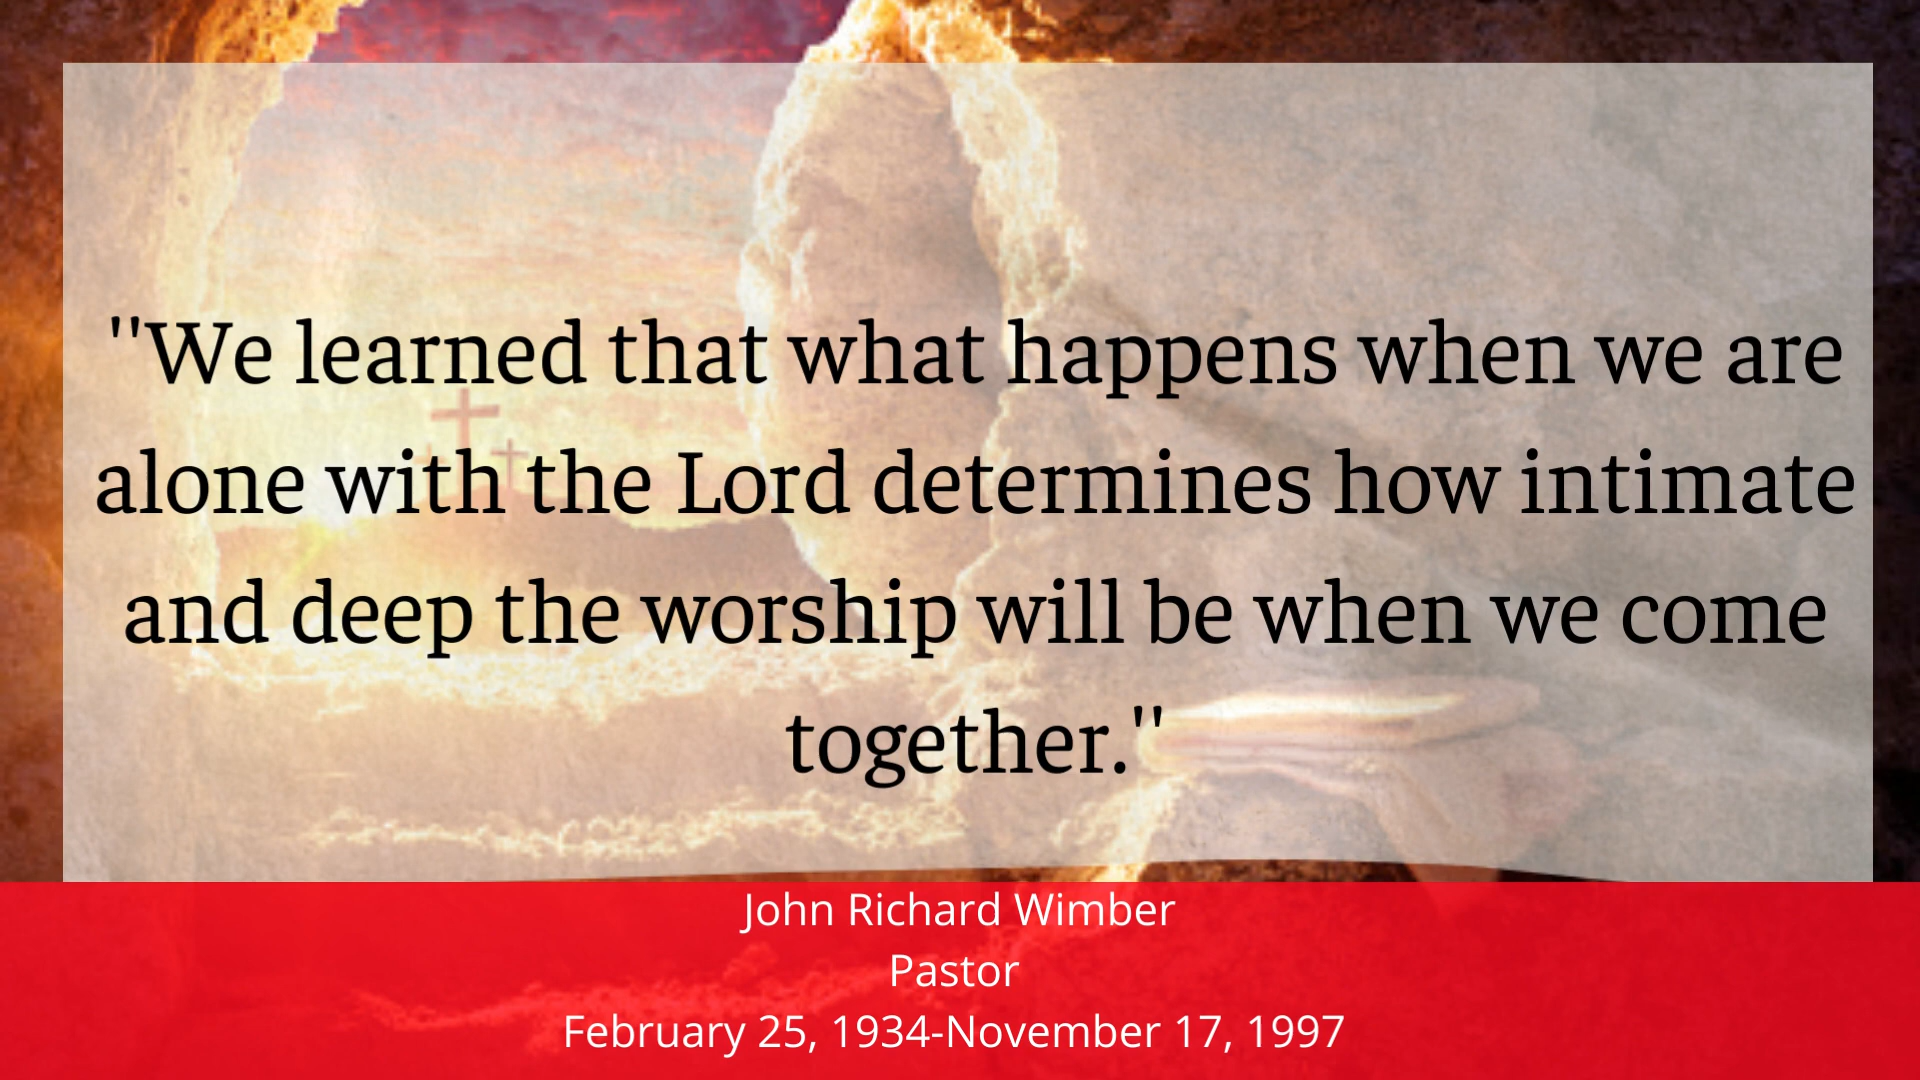 "We learned that what happens when we are
alone with the Lord determines how intimate
and deep the worship will be when we come
together."
John Richard Wimber
Pastor
February 25, 1934-November 17, 1997